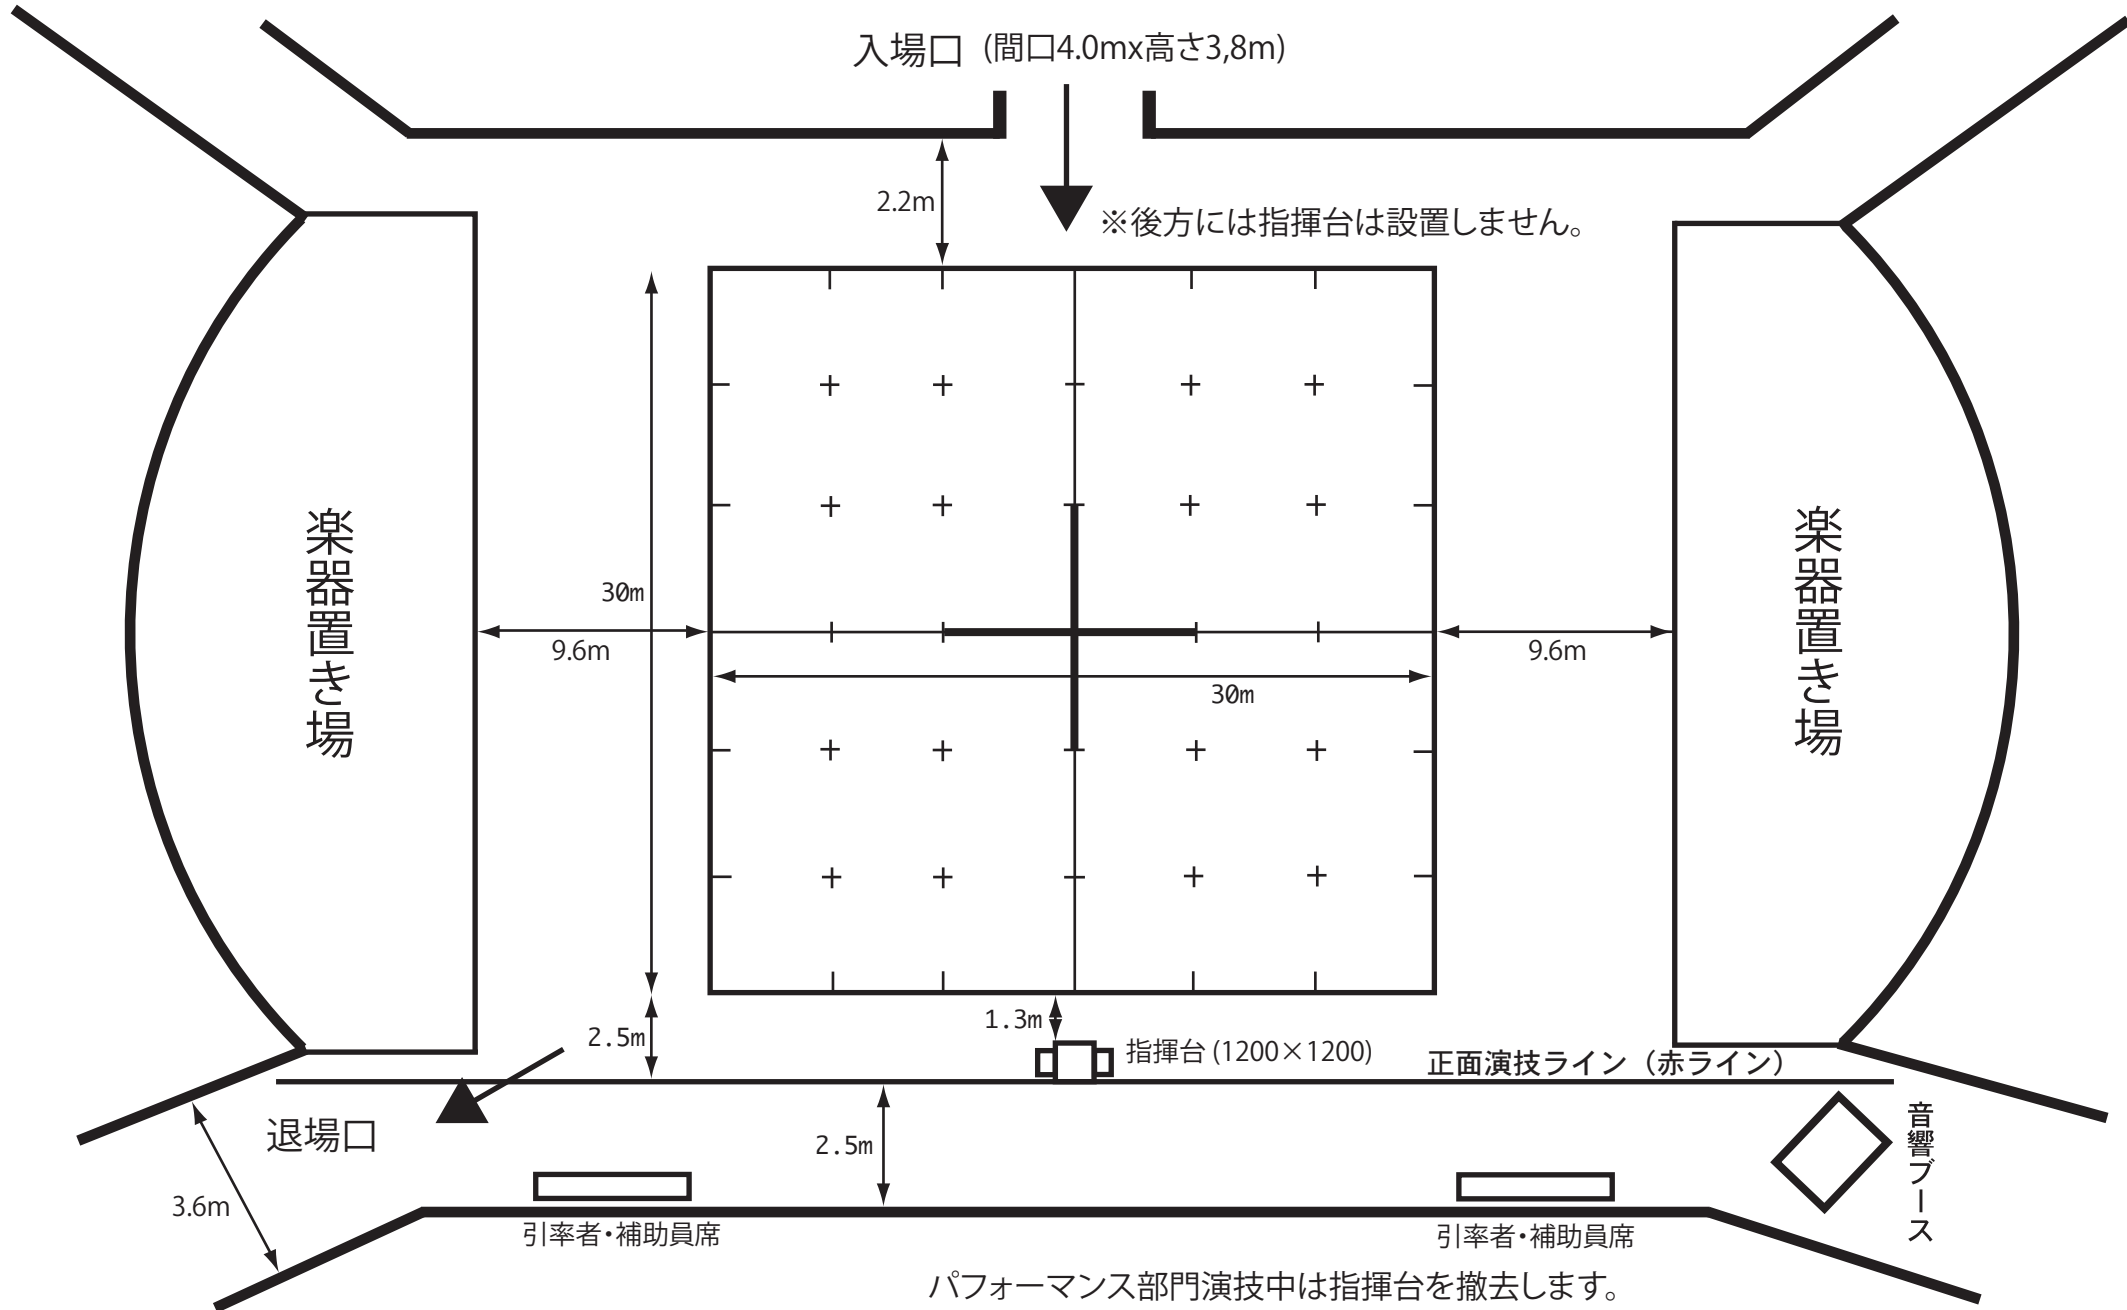 入場口 (間口4.0mx高さ3,8m)
2.2m
※後方には指揮台は設置しません。
楽器置き場
30m
9.6m
30m
9.6m
楽器置き場
2.5m
1.3m
指揮台 (1200×1200)
正面演技ライン（赤ライン）
退場口
2.5m
音響ブース
3.6m
引率者・補助員席
引率者・補助員席
パフォーマンス部門演技中は指揮台を撤去します。